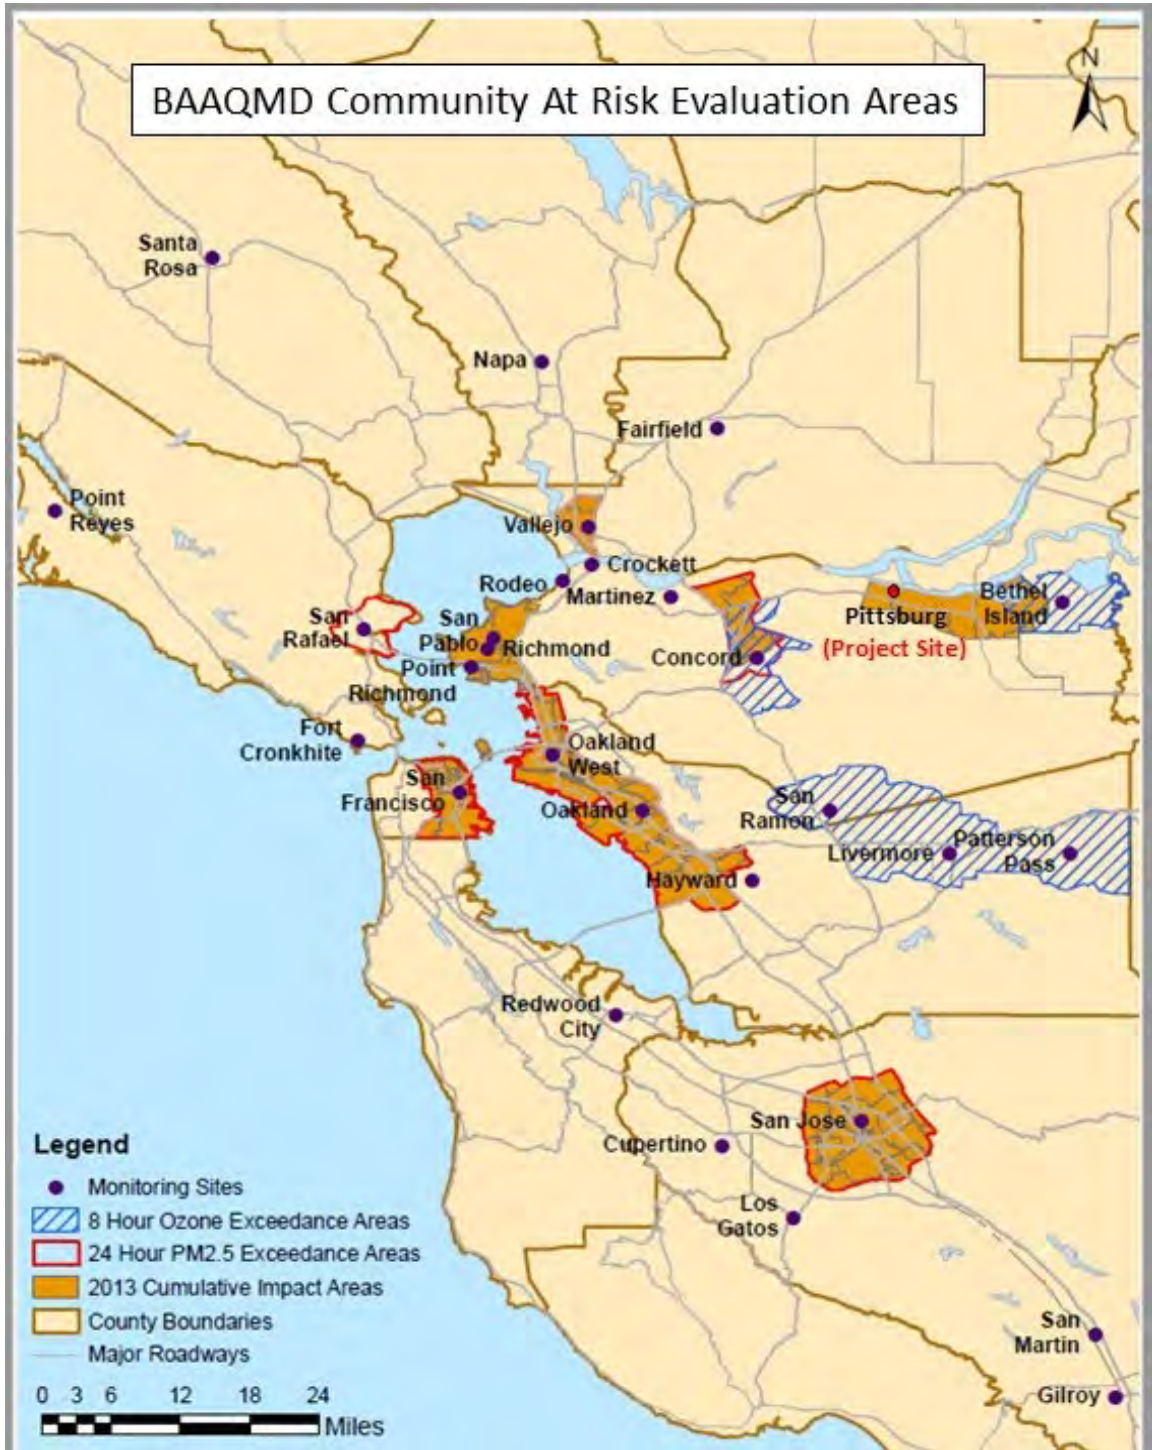 BAAQMD Community At Risk Evaluation Areas
N
Santa
Rosa
Napa
Fairfield
Point
Reyes
Vallejo
Crockett
Rodeo
Martinez
San
Rafael
San
Pablo
Richmond
Point
Richmond
Concord
Pittsburg
(Project Site)
Bethel
Island
Fort
Cronkhite
Oakland
West
San
Francisco
Oakland
San
Ramon
Livermore
Patterson
Pass
Hayward
Redwood
City
San Jose
Cupertino
Los
Gatos
San
Martin
Gilroy
Legend
Monitoring Sites
8 Hour Ozone Exceedance Areas
24 Hour PM2.5 Exceedance Areas
2013 Cumulative Impact Areas
County Boundaries
Major Roadways
0 3 6 12 18 24
Miles